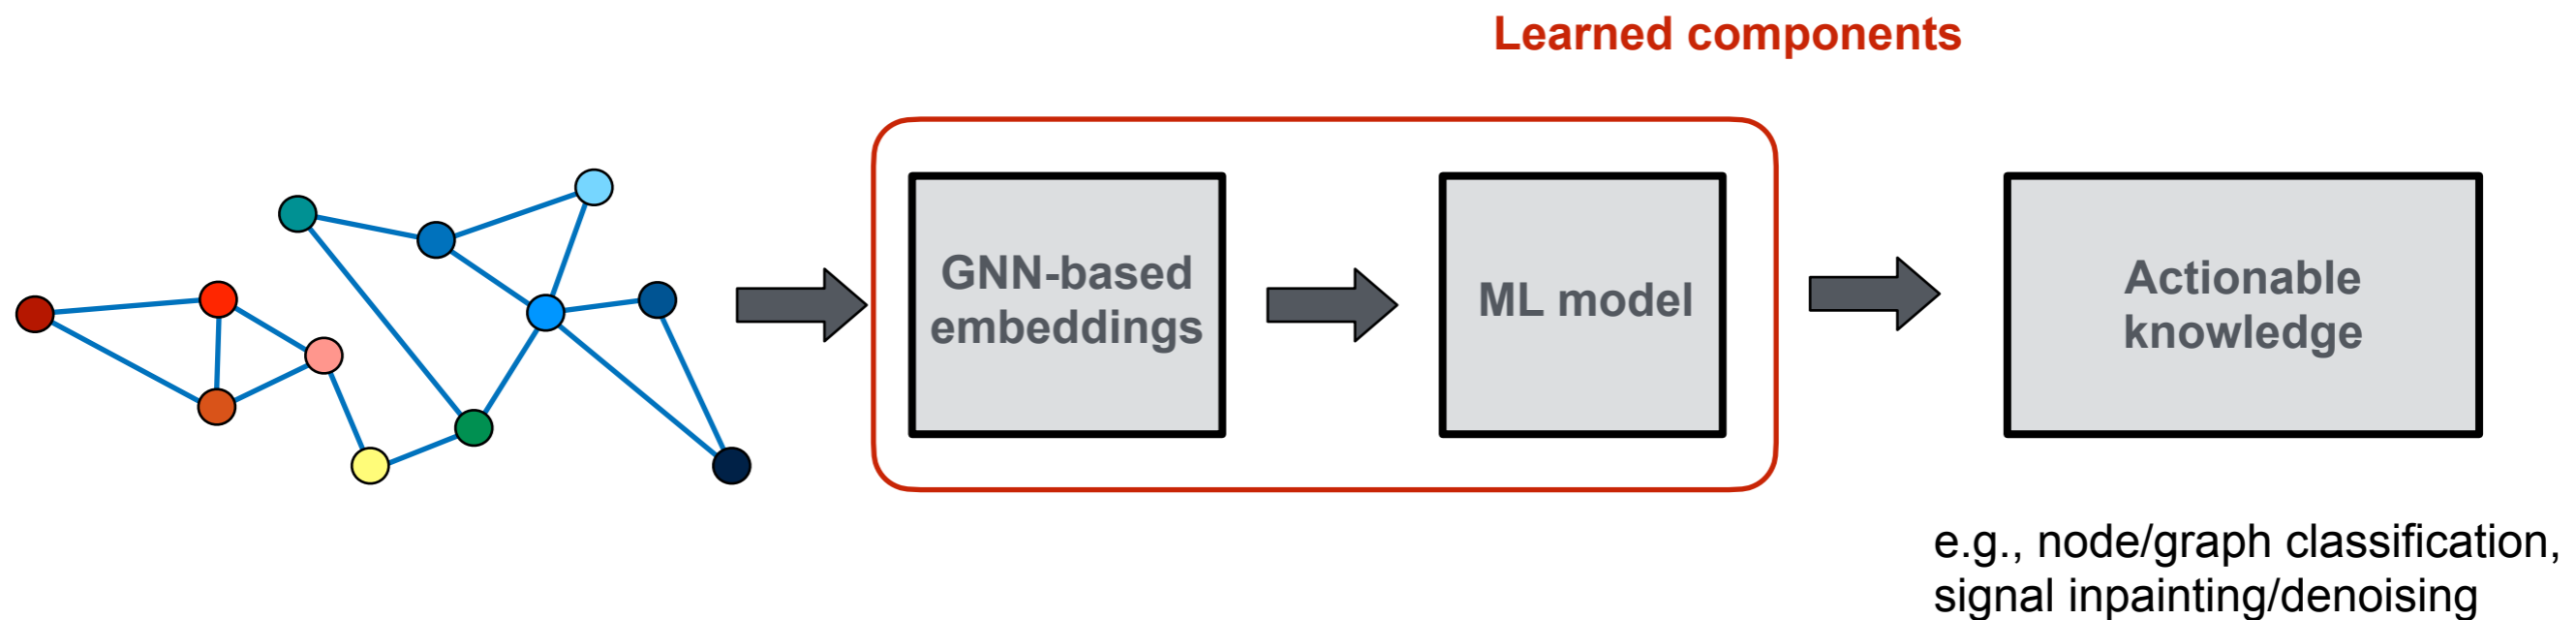 Learned components
GNN-based
embeddings
ML model
Actionable
knowledge
e.g., node/graph classification,
signal inpainting/denoising